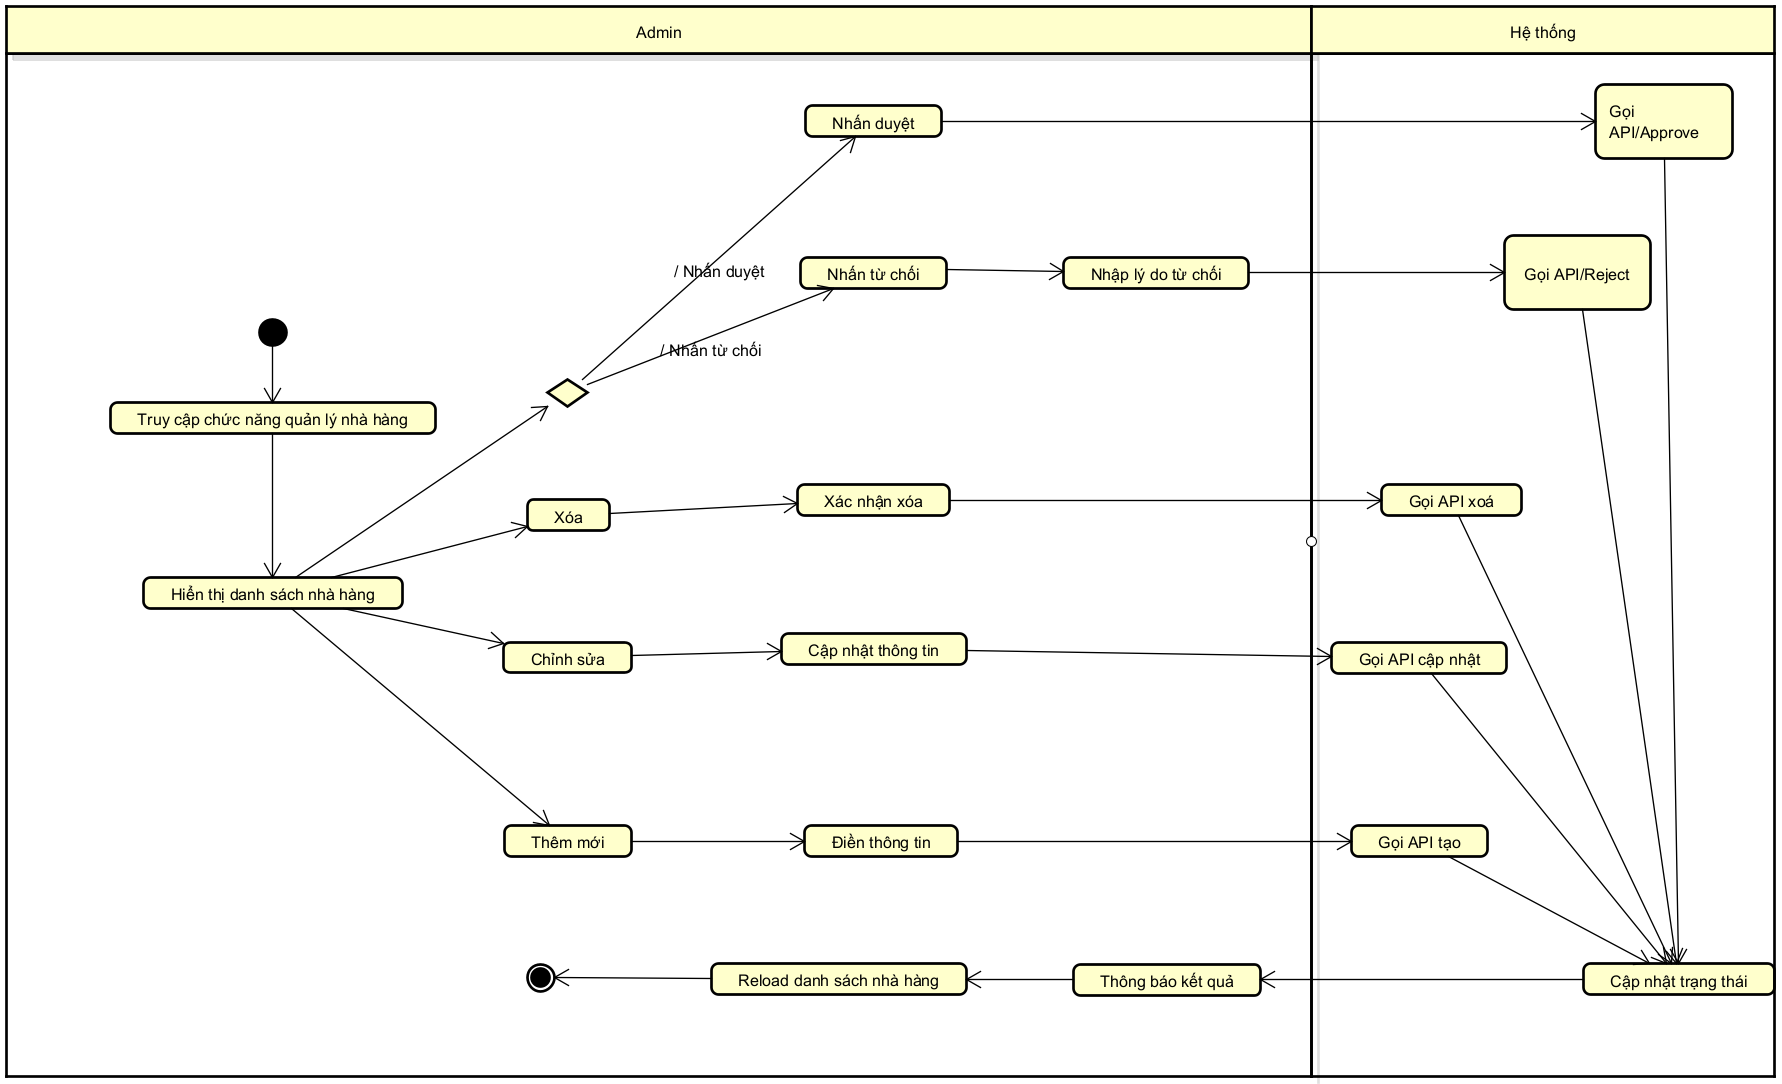 Admin
Hệ thống
Nhấn duyệt
Gọi
API/Approve
/ Nhấn duyệt
Nhấn từ chối
Nhập lý do từ chối
Gọi API/Reject
/ Nhấn từ chối
Truy cập chức năng quản lý nhà hàng
Xóa
Xác nhận xóa
Gọi API xoá
Hiển thị danh sách nhà hàng
Chỉnh sửa
Cập nhật thông tin
Gọi API cập nhật
Thêm mới
Điền thông tin
Gọi API tạo
Reload danh sách nhà hàng
Thông báo kết quả
Cập nhật trạng thái